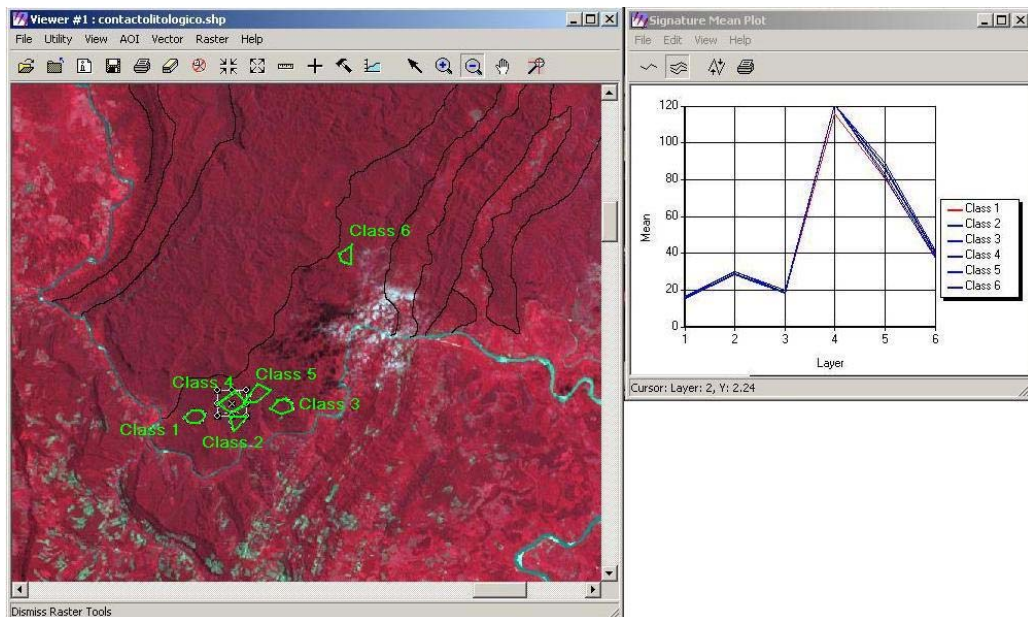 Viewer #1 : contactolitologico.shp
File Utility View AOI Vector Raster Help
Class 6
Class 4
Class 5
Class 3
Class 1
Class 2
Dismiss Raster Tools
Signature Mean Plot
File Edit View Help
120
100
80
60
40
20
0
Mean
1 2 3 4 5 6
Layer
Class 1
Class 2
Class 3
Class 4
Class 5
Class 6
Cursor: Layer: 2, Y: 2.24